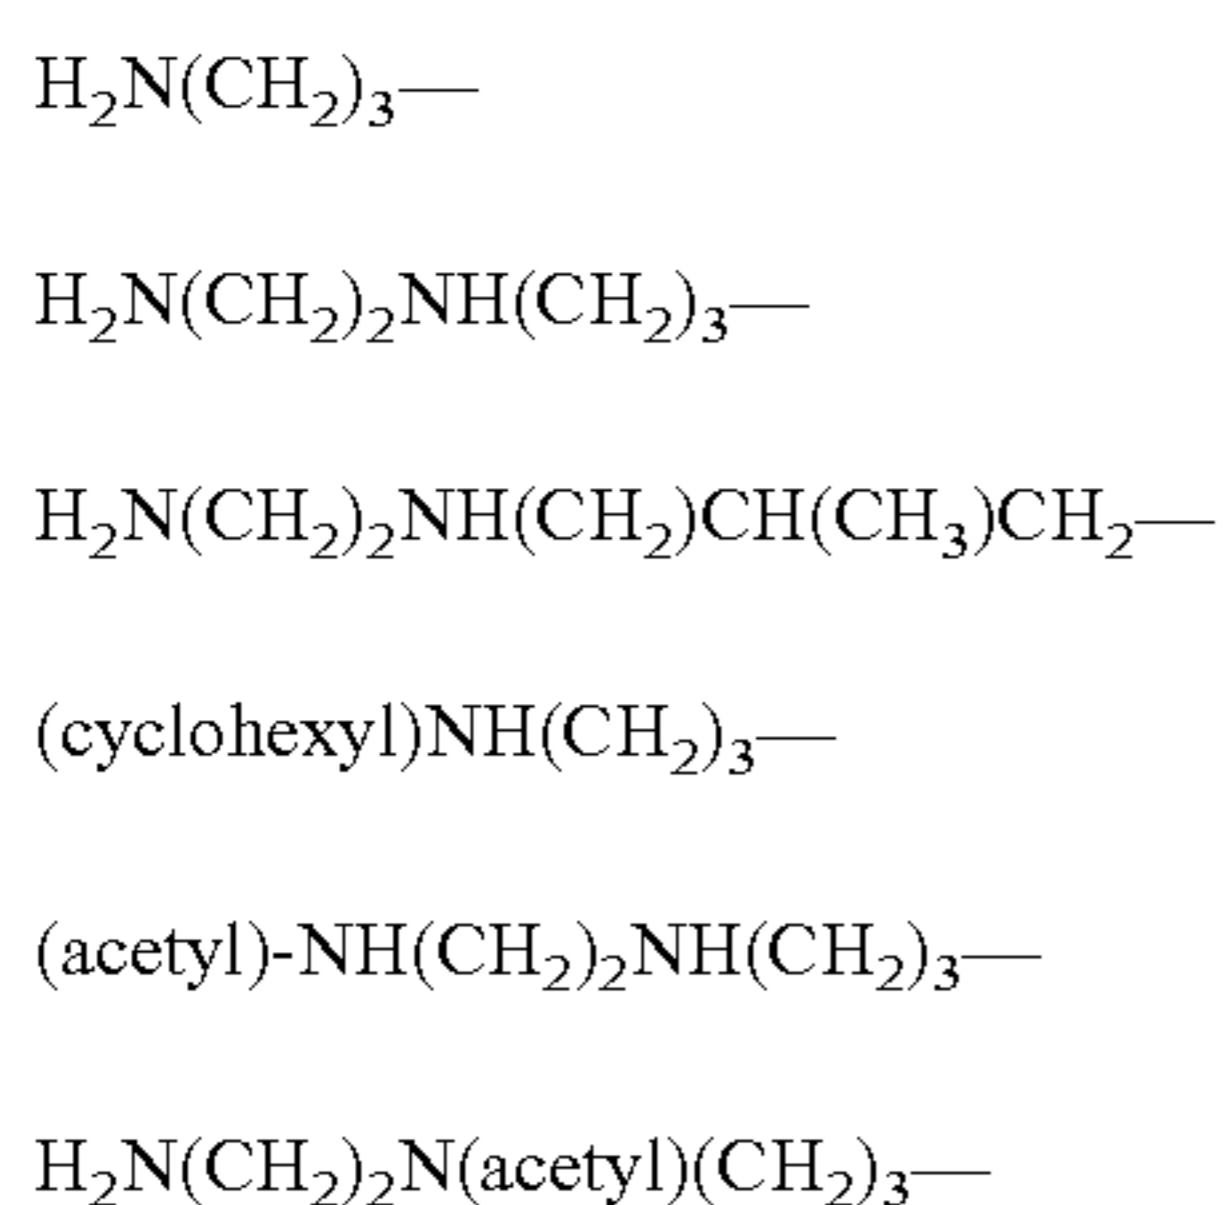 H₂N(CH₂)₃—
H₂N(CH₂)₂NH(CH₂)₃—
H₂N(CH₂)₂NH(CH₂)CH(CH₃)CH₂—
(cyclohexyl)NH(CH₂)₃—
(acetyl)-NH(CH₂)₂NH(CH₂)₃—
H₂N(CH₂)₂N(acetyl)(CH₂)₃—